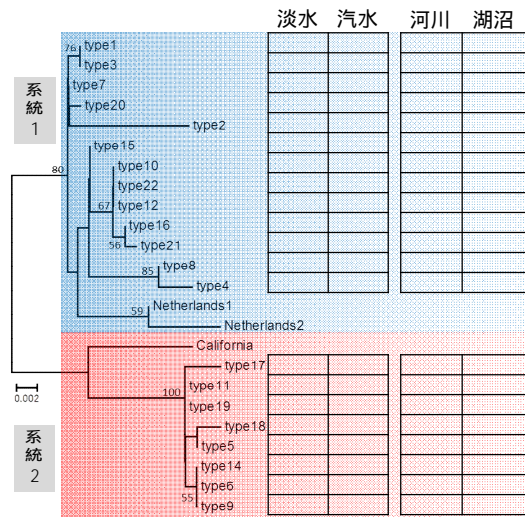 淡水 汽水 河川 湖沼
76 type1
type3
系統1
type7
type20
type2
type15
type10
80
type22
67 type12
type16
56 type21
85 type8
type4
59 Netherlands1
Netherlands2
California
type17
100 type11
0.002
type19
type18
系統2
type5
type14
type6
55 type9